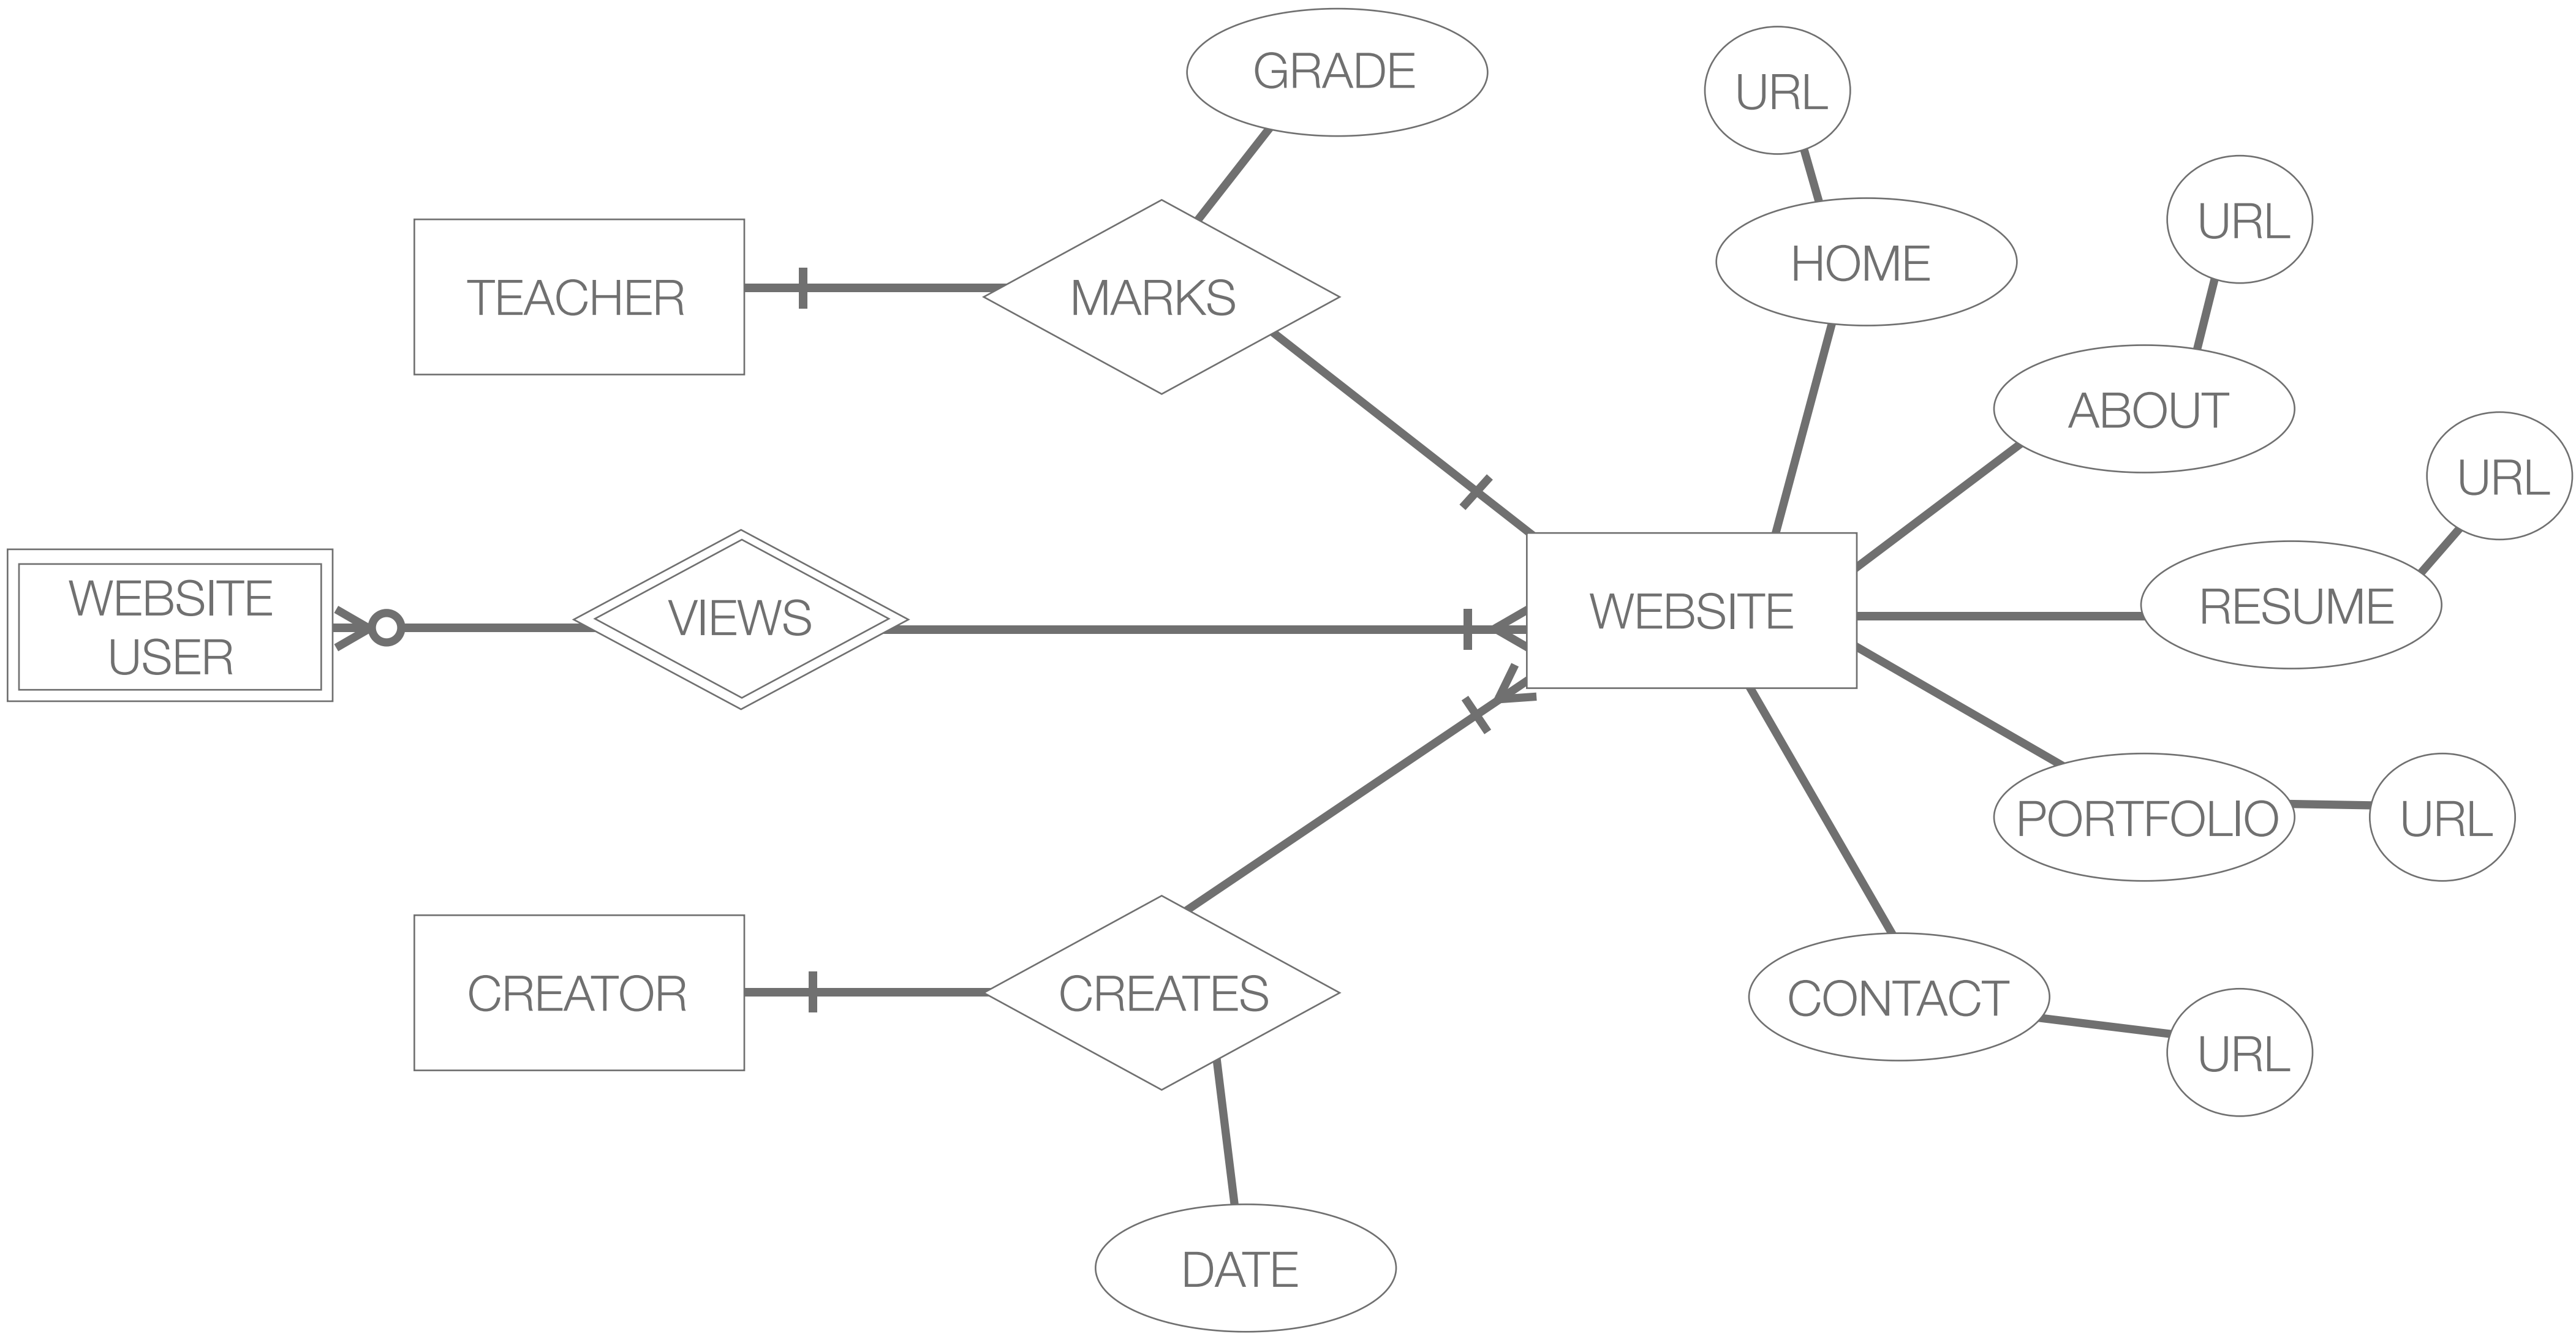 GRADE
URL
URL
HOME
TEACHER
MARKS
ABOUT
URL
WEBSITE
USER
VIEWS
WEBSITE
RESUME
PORTFOLIO
URL
CREATOR
CREATES
CONTACT
URL
DATE